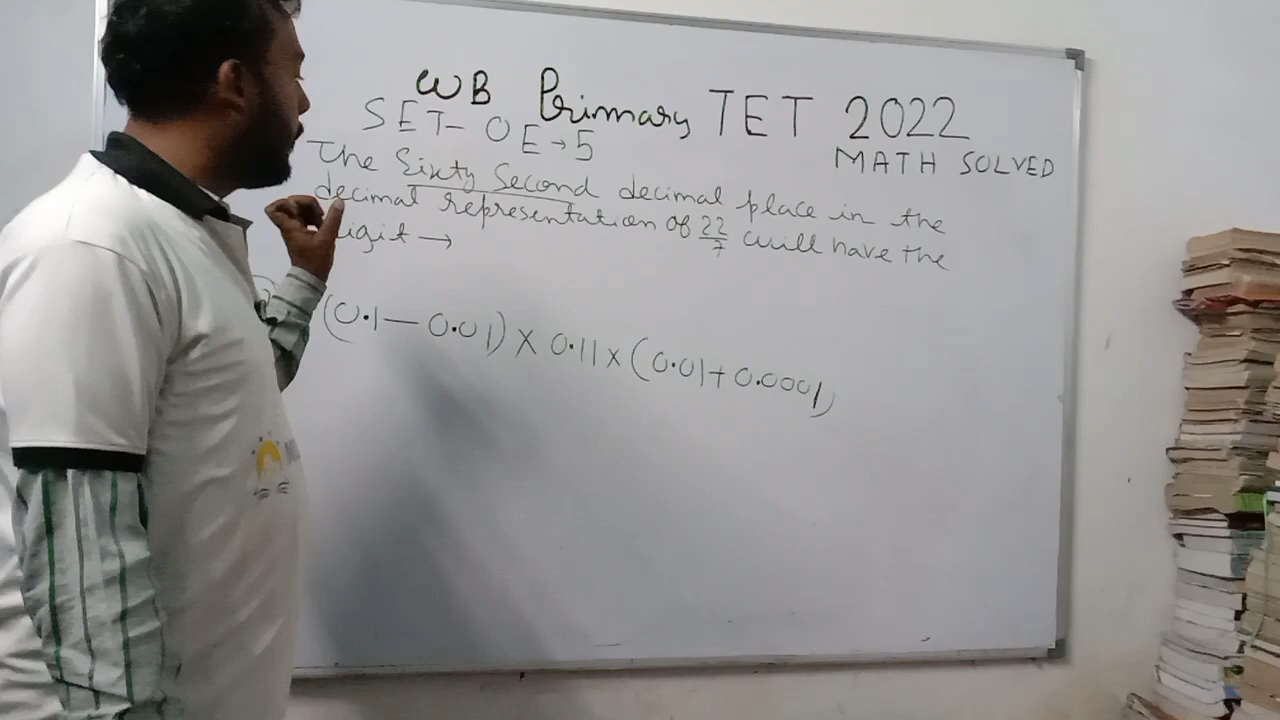 WB Primary TET 2022
SET- OE→5
MATH SOLVED
The Sixty Second decimal place in the
decimal representation of 22/7 will have the
digit →
(0.1-0.01) × 0.11 × (0.01+0.0001)